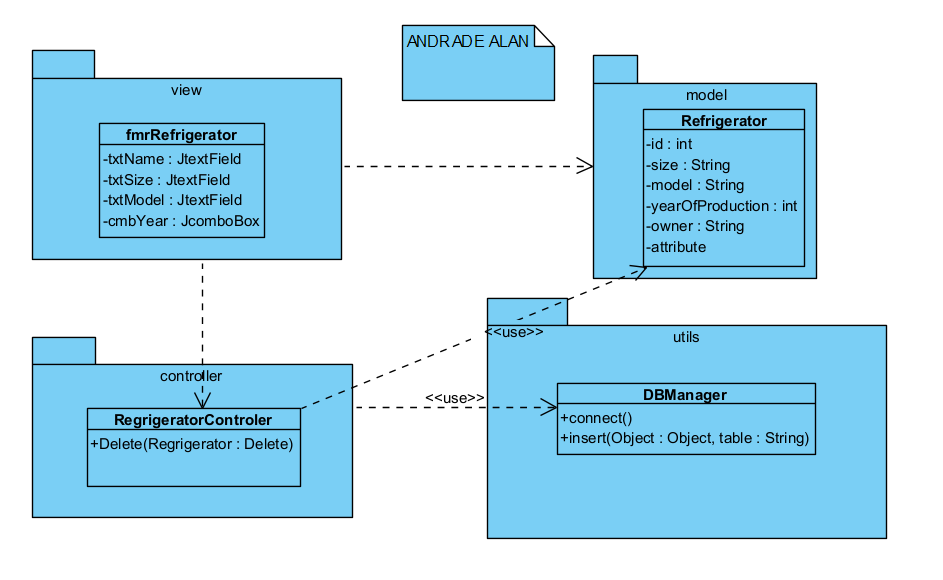 ANDRADE ALAN
view
fmrRefrigerator
-txtName : JtextField
-txtSize : JtextField
-txtModel : JtextField
-cmbYear : JcomboBox
model
Refrigerator
-id : int
-size : String
-model : String
-yearOfProduction : int
-owner : String
-attribute
controller
RegrigeratorControler
+Delete(Regrigerator : Delete)
<<use>>
<<use>>
utils
DBManager
+connect()
+insert(Object : Object, table : String)